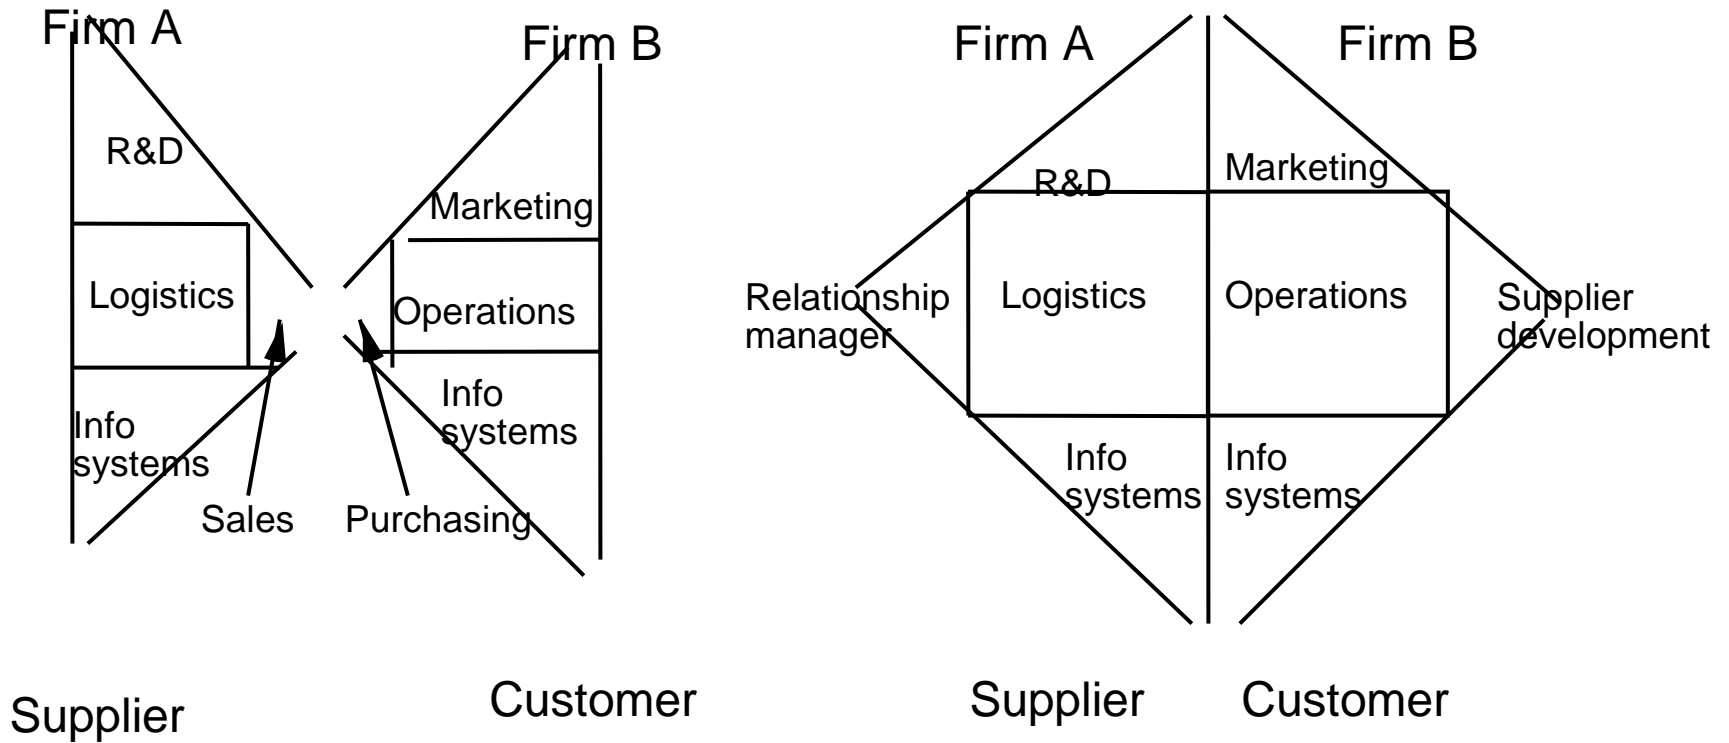 Firm A
Firm B
R&D
Marketing
Logistics
Operations
Info
systems
Info
systems
Sales
Purchasing
Supplier
Customer
Firm A
Firm B
R&D
Marketing
Relationship
manager
Logistics
Operations
Supplier
development
Info
systems
Info
systems
Supplier
Customer